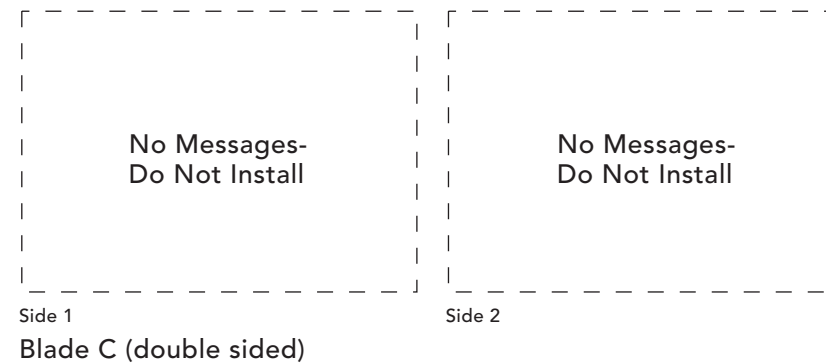 No Messages-
Do Not Install
No Messages-
Do Not Install
Side 1
Side 2
Blade C (double sided)